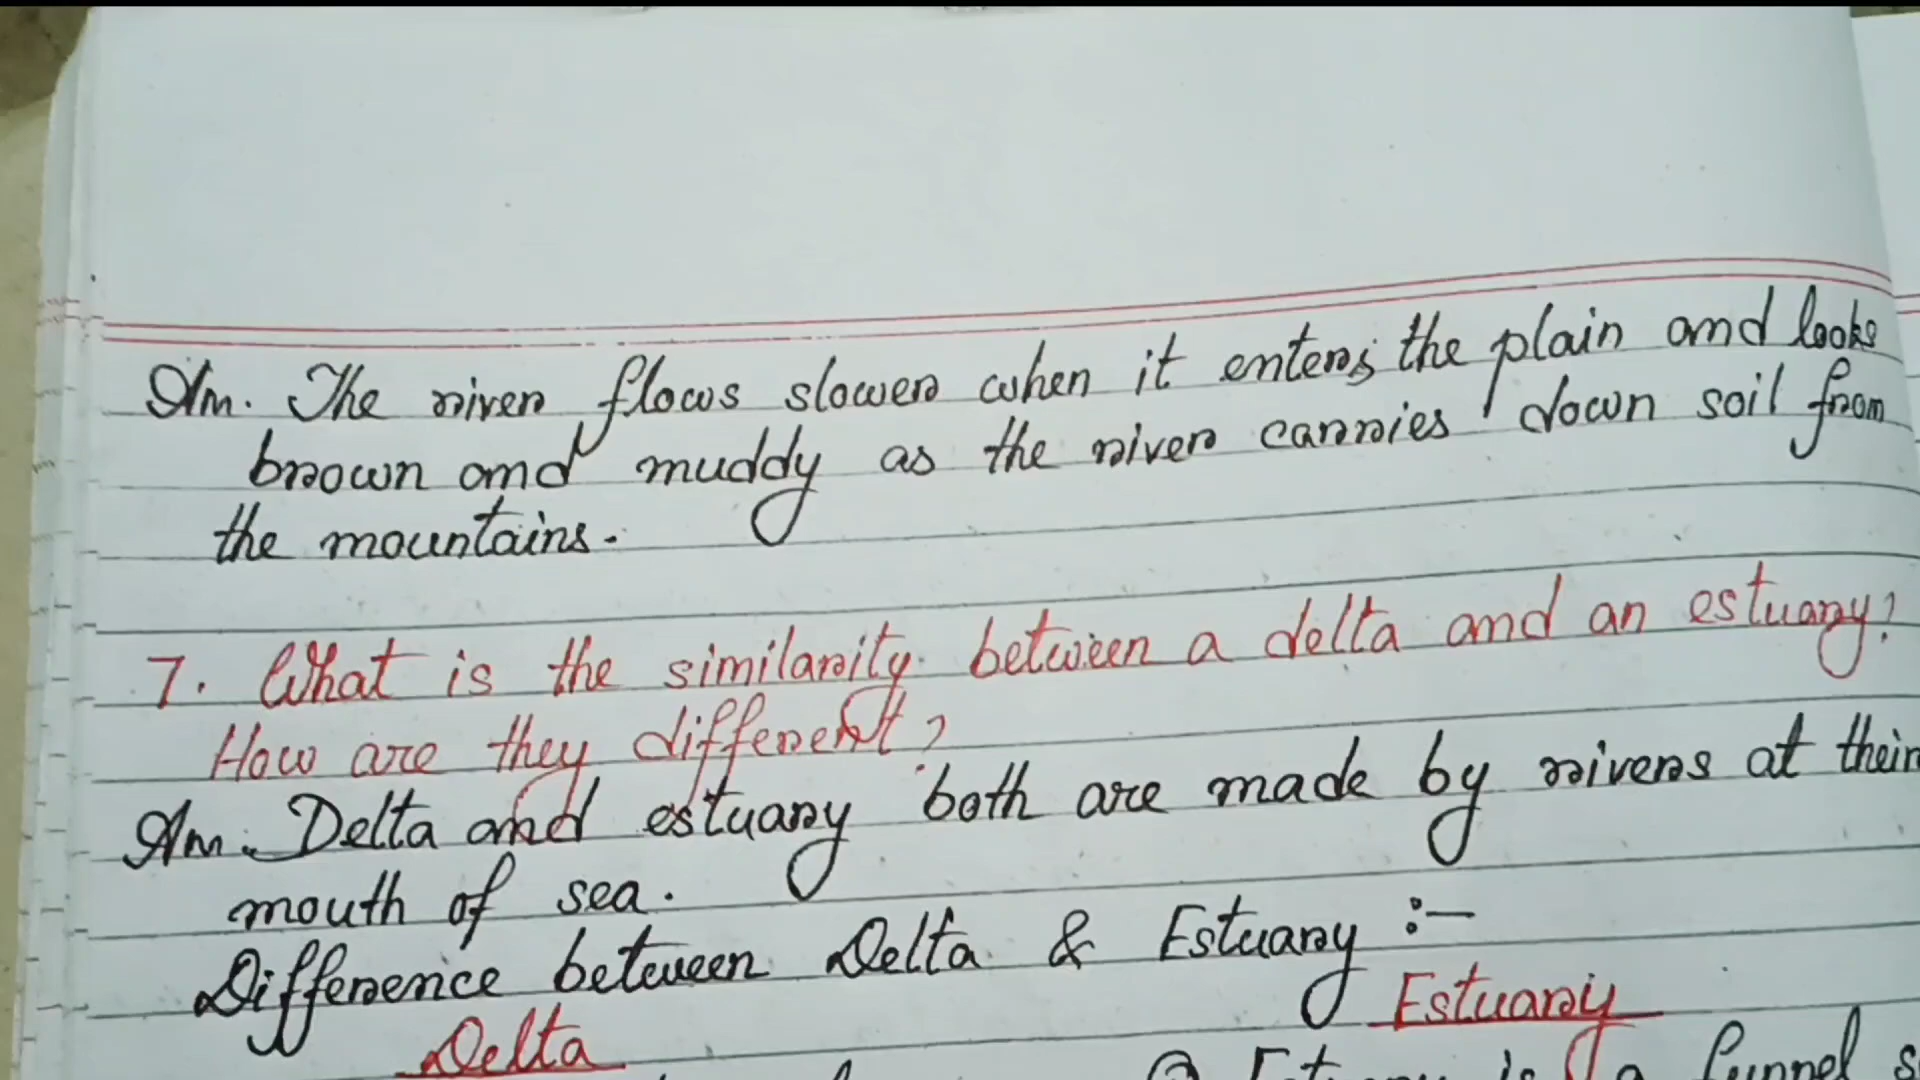 Ans. The river flows slower when it enters the plain and looks
brown and muddy as the river carries down soil from
the mountains.
7. What is the similarity between a delta and an estuary?
How are they different?
Ans. Delta and estuary both are made by rivers at their
mouth of sea.
Difference between Delta & Estuary :-
Delta
Estuary
is a funnel